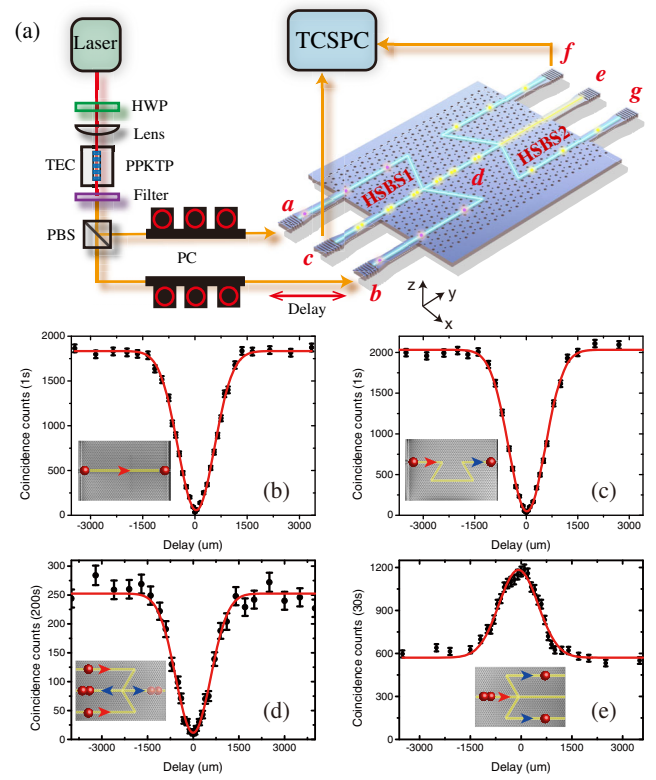 (a)
Laser
TCSPC
HWP
Lens
TEC
PPKTP
Filter
PBS
PC
Delay
a
c
b
HSBS1
d
HSBS2
f
e
g
z
y
x
2000
1500
1000
500
0
Coincidence counts (1s)
-3000
-1500
0
1500
3000
Delay (um)
(b)
2000
1500
1000
500
0
Coincidence counts (1s)
-3000
-1500
0
1500
3000
Delay (um)
(c)
300
250
200
150
100
50
0
Coincidence counts (200s)
-3000
-1500
0
1500
3000
Delay (um)
(d)
1200
900
600
300
0
Coincidence counts (30s)
-3000
-1500
0
1500
3000
Delay (um)
(e)